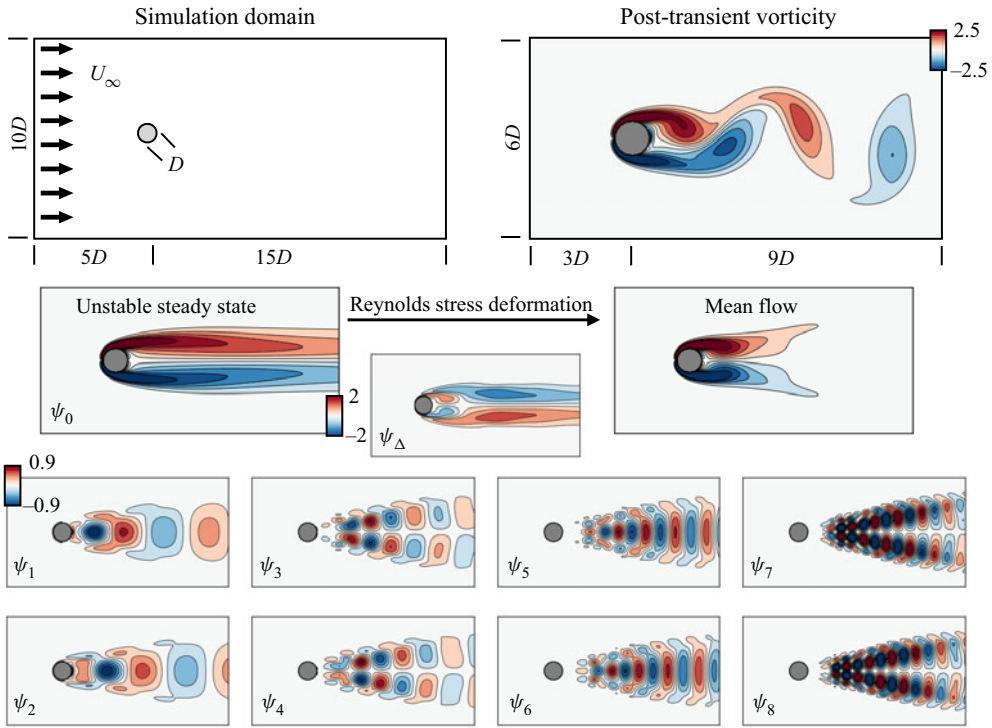 Simulation domain
Post-transient vorticity
10D
U∞
D
5D
15D
2.5
–2.5
6D
3D
9D
Unstable steady state
Reynolds stress deformation
Mean flow
ψ0
2
–2
ψΔ
0.9
–0.9
ψ1
ψ3
ψ5
ψ7
ψ2
ψ4
ψ6
ψ8